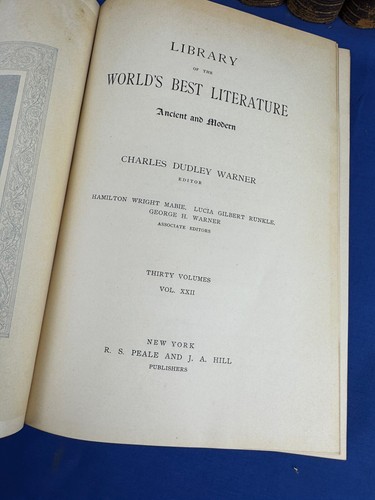 LIBRARY
OF THE
WORLD'S BEST LITERATURE
Ancient and Modern
CHARLES DUDLEY WARNER
EDITOR
HAMILTON WRIGHT MABIE, LUCIA GILBERT RUNKLE,
GEORGE H. WARNER
ASSOCIATE EDITORS
THIRTY VOLUMES
VOL. XXII
NEW YORK
R. S. PEALE AND J. A. HILL
PUBLISHERS